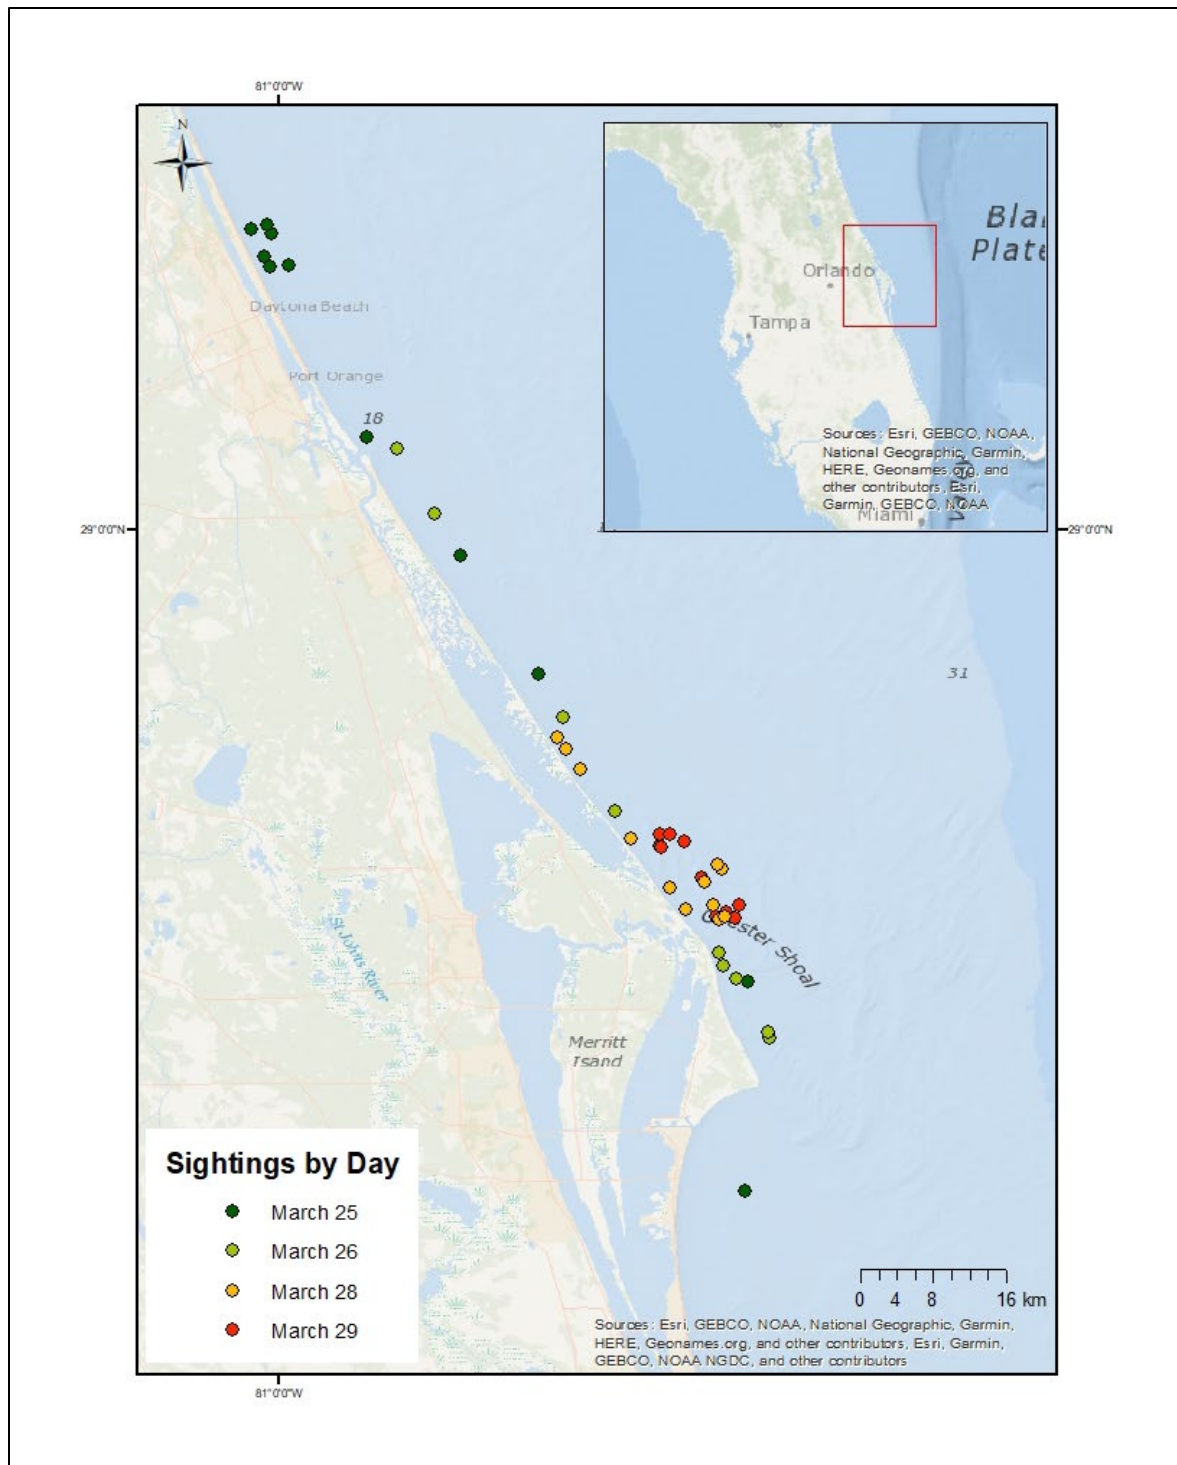 81°0'0"W
N
Bla
Plate
Orlando
Tampa
Sources: Esri, GEBCO, NOAA,
National Geographic, Garmin,
HERE, Geonames.org, and
other contributors, Esri,
Garmin, GEBCO, NOAA
Miami
Daytona Beach
Port Orange
18
29°0'0"N
29°0'0"N
31
Shoal
St Johns River
Merritt
Island
Sightings by Day
March 25
March 26
March 28
March 29
0 4 8 16 km
Sources: Esri, GEBCO, NOAA, National Geographic, Garmin,
HERE, Geonames.org, and other contributors, Esri, Garmin,
GEBCO, NOAA NGDC, and other contributors
81°0'0"W